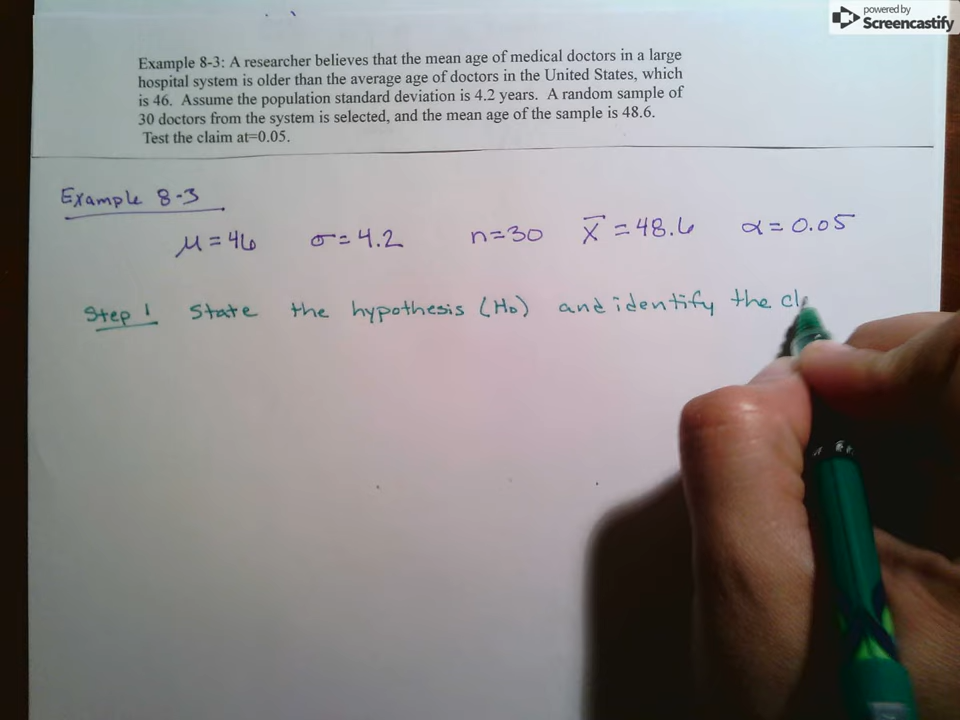 powered by
Screencastify
Example 8-3: A researcher believes that the mean age of medical doctors in a large
hospital system is older than the average age of doctors in the United States, which
is 46. Assume the population standard deviation is 4.2 years. A random sample of
30 doctors from the system is selected, and the mean age of the sample is 48.6.
Test the claim at=0.05.
Example 8-3
μ=46 σ=4.2 n=30 x̄=48.6 α=0.05
Step 1 State the hypothesis (H₀) and identify the cl